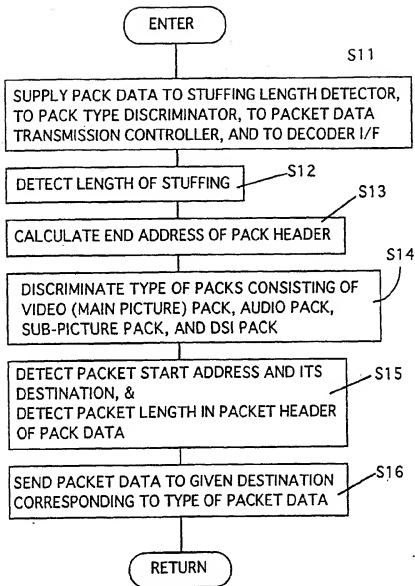 ENTER
S11
SUPPLY PACK DATA TO STUFFING LENGTH DETECTOR,
TO PACK TYPE DISCRIMINATOR, TO PACKET DATA
TRANSMISSION CONTROLLER, AND TO DECODER I/F
S12
DETECT LENGTH OF STUFFING
S13
CALCULATE END ADDRESS OF PACK HEADER
S14
DISCRIMINATE TYPE OF PACKS CONSISTING OF
VIDEO (MAIN PICTURE) PACK, AUDIO PACK,
SUB-PICTURE PACK, AND DSI PACK
DETECT PACKET START ADDRESS AND ITS
DESTINATION, &
DETECT PACKET LENGTH IN PACKET HEADER
OF PACK DATA
S15
SEND PACKET DATA TO GIVEN DESTINATION
CORRESPONDING TO TYPE OF PACKET DATA
S16
RETURN